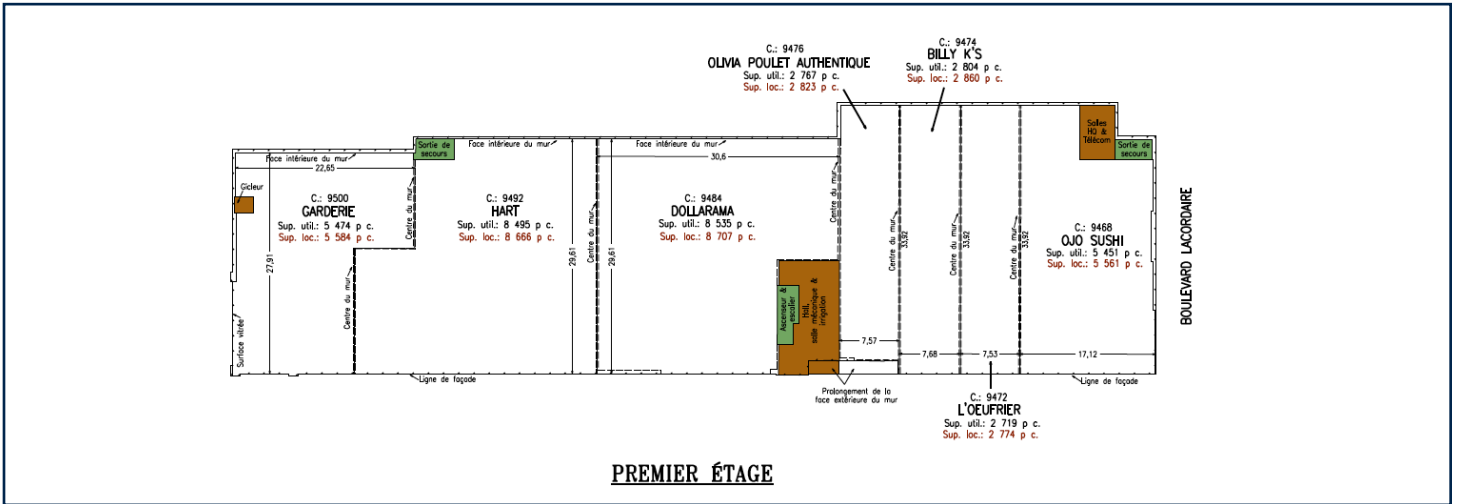 C.: 9476
OLIVIA POULET AUTHENTIQUE
Sup. util.: 2 767 p c.
Sup. loc.: 2 823 p c.
C.: 9474
BILLY K'S
Sup. util.: 2 804 p c.
Sup. loc.: 2 860 p c.
Sortie de
secours
Face intérieure du mur
Face intérieure du mur
Face intérieure du mur
22,65
30,6
Salles
HQ &
Télécom
Sortie de
secours
Gicleur
C.: 9500
GARDERIE
Sup. util.: 5 474 p c.
Sup. loc.: 5 584 p c.
27,91
Surface vitrée
Centre du mur
Centre du mur
C.: 9492
HART
Sup. util.: 8 495 p c.
Sup. loc.: 8 666 p c.
29,61
Centre du mur
29,61
C.: 9484
DOLLARAMA
Sup. util.: 8 535 p c.
Sup. loc.: 8 707 p c.
Centre du mur
Centre du mur
33,92
Centre du mur
33,92
Centre du mur
33,92
C.: 9468
OJO SUSHI
Sup. util.: 5 451 p c.
Sup. loc.: 5 561 p c.
BOULEVARD LACORDAIRE
Ascenseur &
escalier
Hall,
salle mécanique &
irrigation
7,57
7,68
7,53
17,12
Ligne de façade
Prolongement de la
face extérieure du mur
Ligne de façade
C.: 9472
L'OEUFRIER
Sup. util.: 2 719 p c.
Sup. loc.: 2 774 p c.
PREMIER ÉTAGE